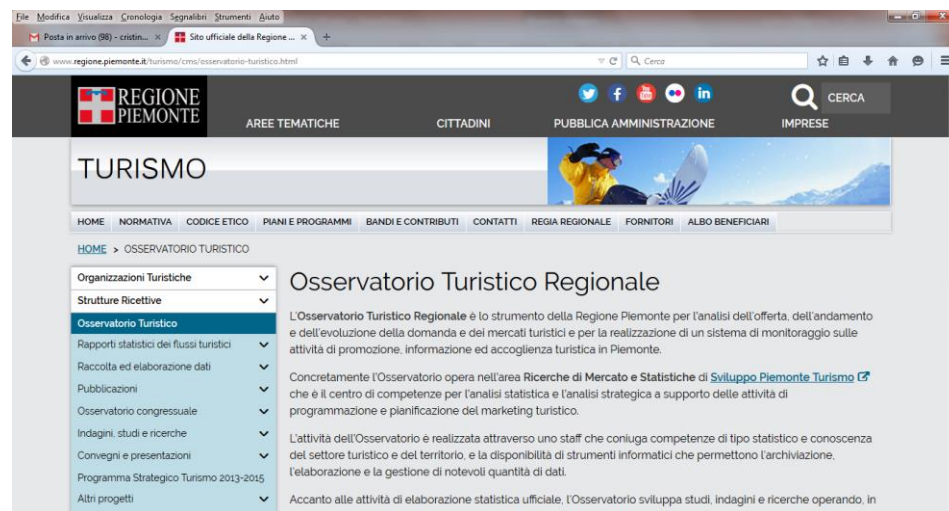 File Modifica Visualizza Cronologia Segnalibri Strumenti Aiuto
Posta in arrivo (98) - cristin... × Sito ufficiale della Regione ... × +
www.regione.piemonte.it/turismo/cms/osservatorio-turistico.html Cerca
REGIONE
PIEMONTE
CERCA
AREE TEMATICHE CITTADINI PUBBLICA AMMINISTRAZIONE IMPRESE
TURISMO
HOME NORMATIVA CODICE ETICO PIANI E PROGRAMMI BANDI E CONTRIBUTI CONTATTI REGIA REGIONALE FORNITORI ALBO BENEFICIARI
HOME > OSSERVATORIO TURISTICO
Organizzazioni Turistiche
Strutture Ricettive
Osservatorio Turistico
Rapporti statistici dei flussi turistici
Raccolta ed elaborazione dati
Pubblicazioni
Osservatorio congressuale
Indagini, studi e ricerche
Convegni e presentazioni
Programma Strategico Turismo 2013-2015
Altri progetti
Osservatorio Turistico Regionale
L'Osservatorio Turistico Regionale è lo strumento della Regione Piemonte per l'analisi dell'offerta, dell'andamento
e dell'evoluzione della domanda e dei mercati turistici e per la realizzazione di un sistema di monitoraggio sulle
attività di promozione, informazione ed accoglienza turistica in Piemonte.
Concretamente l'Osservatorio opera nell'area Ricerche di Mercato e Statistiche di Sviluppo Piemonte Turismo
che è il centro di competenze per l'analisi statistica e l'analisi strategica a supporto delle attività di
programmazione e pianificazione del marketing turistico.
L'attività dell'Osservatorio è realizzata attraverso uno staff che coniuga competenze di tipo statistico e conoscenza
del settore turistico e del territorio, e la disponibilità di strumenti informatici che permettono l'archiviazione,
l'elaborazione e la gestione di notevoli quantità di dati.
Accanto alle attività di elaborazione statistica ufficiale, l'Osservatorio sviluppa studi, indagini e ricerche operando, in